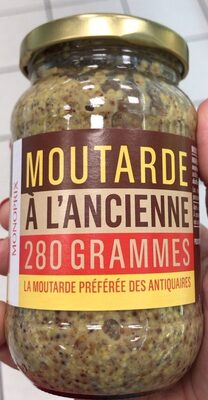 MONOPRIX
MOUTARDE
À L'ANCIENNE
280 GRAMMES
LA MOUTARDE PRÉFÉRÉE DES ANTIQUAIRES